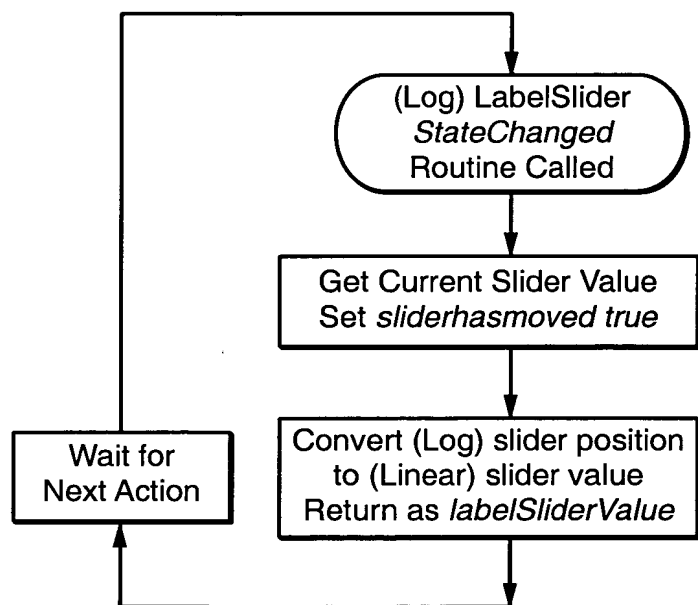 (Log) LabelSlider
StateChanged
Routine Called
Get Current Slider Value
Set sliderhasmoved true
Convert (Log) slider position
to (Linear) slider value
Return as labelSliderValue
Wait for
Next Action